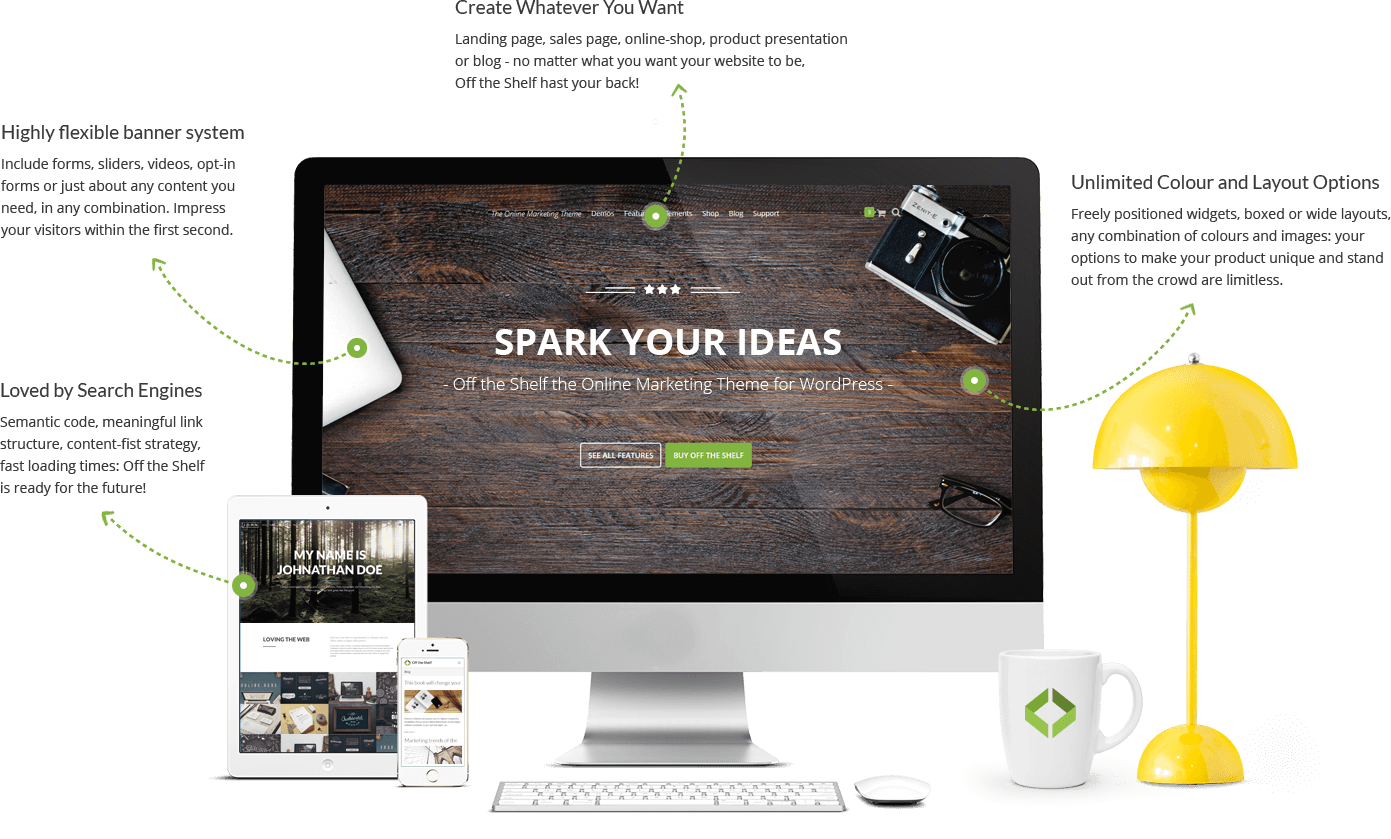 Create Whatever You Want
Landing page, sales page, online-shop, product presentation
or blog - no matter what you want your website to be,
Off the Shelf hast your back!
Highly flexible banner system
Include forms, sliders, videos, opt-in
forms or just about any content you
need, in any combination. Impress
your visitors within the first second.
Unlimited Colour and Layout Options
Freely positioned widgets, boxed or wide layouts,
any combination of colours and images: your
options to make your product unique and stand
out from the crowd are limitless.
Loved by Search Engines
Semantic code, meaningful link
structure, content-fist strategy,
fast loading times: Off the Shelf
is ready for the future!
The Online Marketing Theme Demos Shop Blog Support
ZENIT-E
SPARK YOUR IDEAS
- Off the Shelf the Online Marketing Theme for WordPress -
SEE ALL FEATURES
BUY OFF THE SHELF
MY NAME IS
JOHNATHAN DOE
LOVING THE WEB
Off the Shelf
Blog
This book will change your
Marketing trends of the